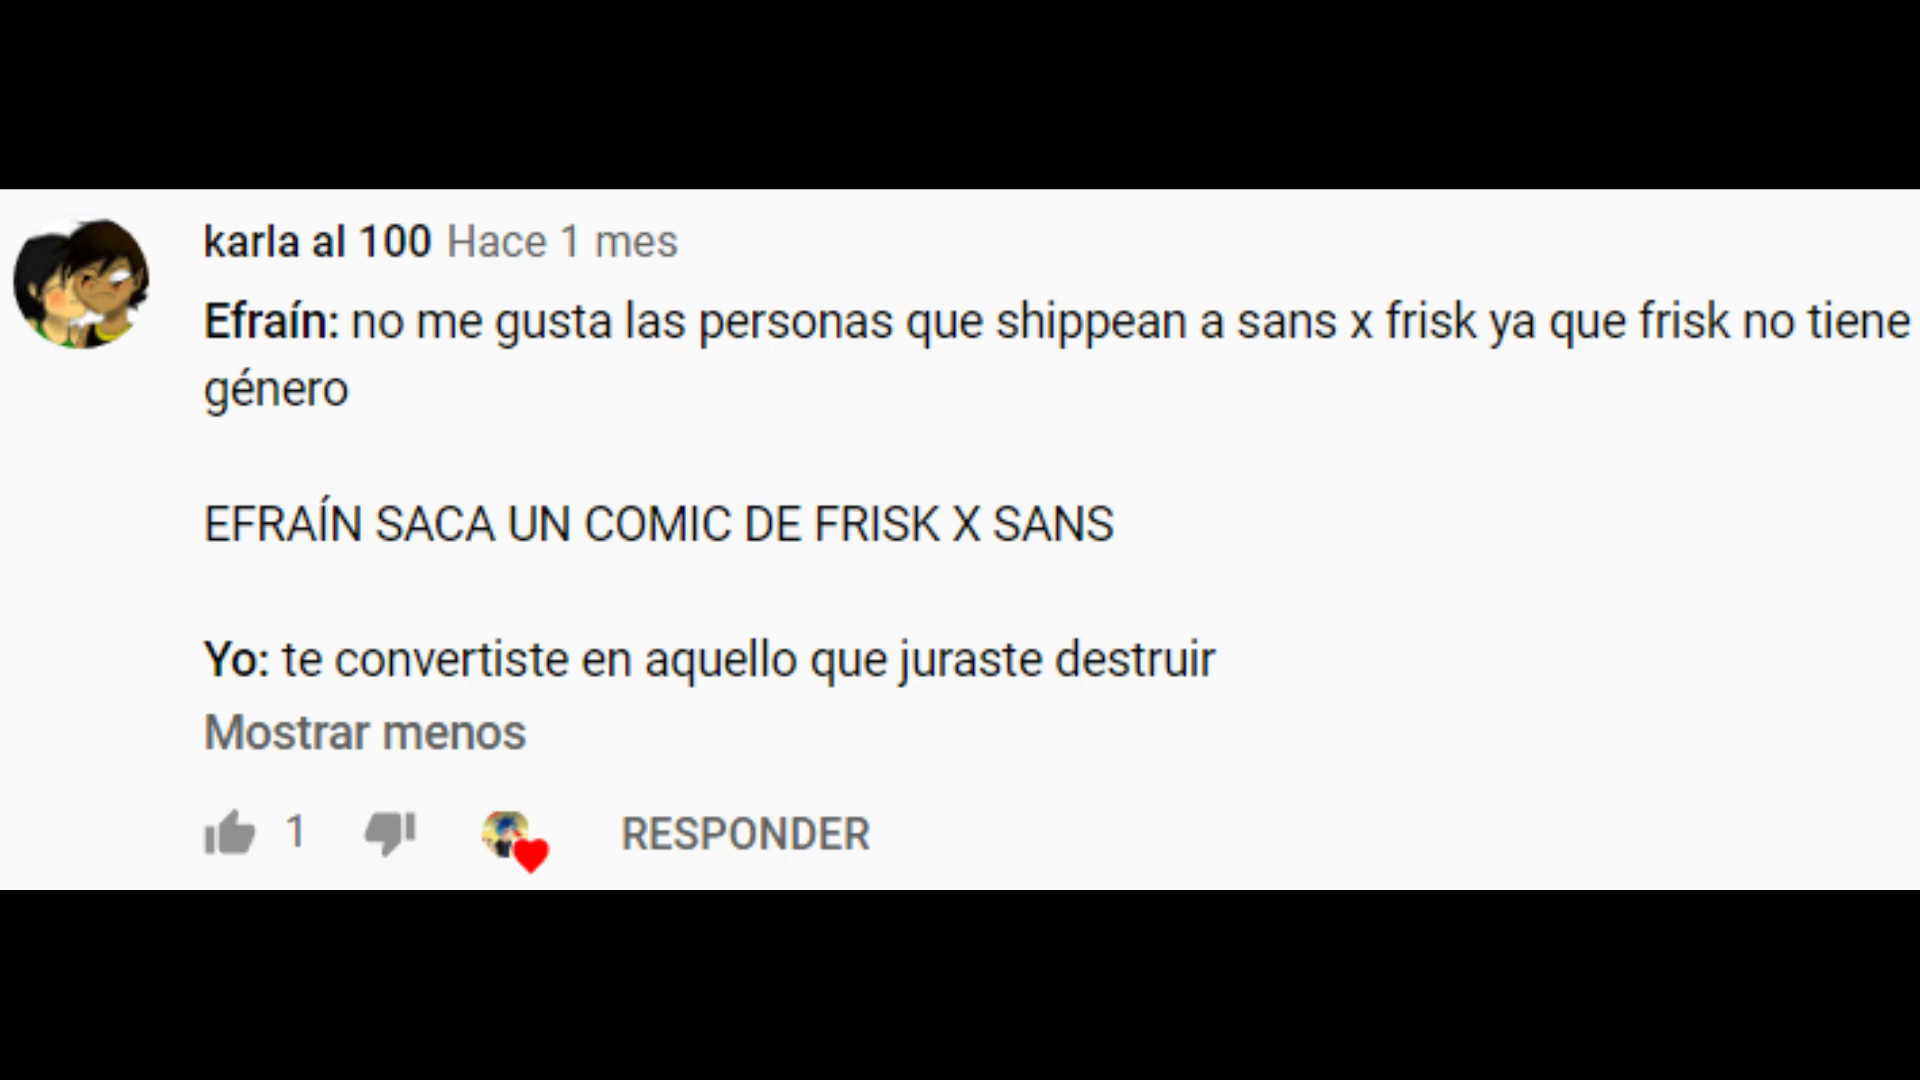 karla al 100 Hace 1 mes
Efraín: no me gusta las personas que shippean a sans x frisk ya que frisk no tiene
género
EFRAÍN SACA UN COMIC DE FRISK X SANS
Yo: te convertiste en aquello que juraste destruir
Mostrar menos
1 RESPONDER